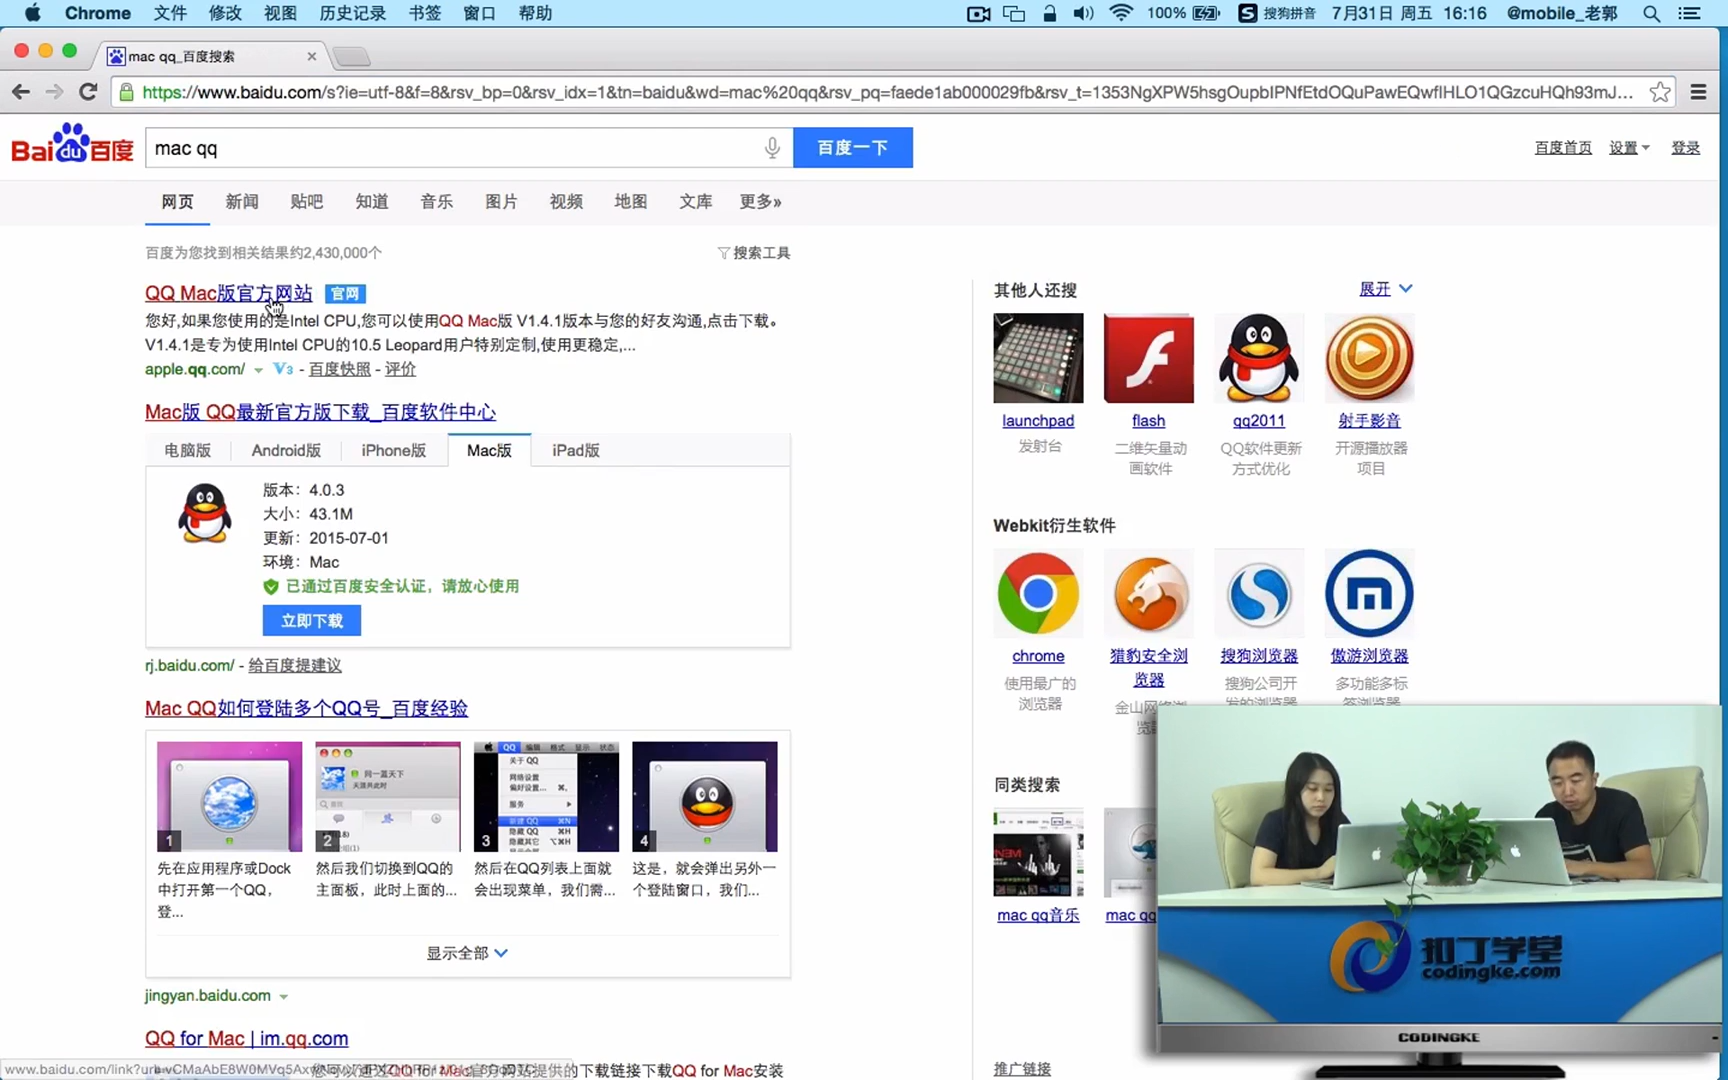 Chrome 文件 修改 视图 历史记录 书签 窗口 帮助 100% 搜狗拼音 7月31日 周五 16:16 @mobile_老郭
mac qq_百度搜索
https://www.baidu.com/s?ie=utf-8&f=8&rsv_bp=0&rsv_idx=1&tn=baidu&wd=mac%20qq&rsv_pq=faede1ab000029fb&rsv_t=1353NgXPW5hsgOupbIPNfEtdOQuPawEQwfIHLO1QGzcuHQh93mJ...
Bai du 百度 mac qq 百度一下 百度首页 设置 登录
网页 新闻 贴吧 知道 音乐 图片 视频 地图 文库 更多»
百度为您找到相关结果约2,430,000个 搜索工具
QQ Mac版官方网站 官网
您好,如果您使用的是Intel CPU,您可以使用QQ Mac版 V1.4.1版本与您的好友沟通,点击下载。
V1.4.1是专为使用Intel CPU的10.5 Leopard用户特别定制,使用更稳定,...
apple.qq.com/ V3 - 百度快照 - 评价
Mac版 QQ最新官方版下载_百度软件中心
电脑版 Android版 iPhone版 Mac版 iPad版
版本：4.0.3
大小：43.1M
更新：2015-07-01
环境：Mac
已通过百度安全认证，请放心使用
立即下载
rj.baidu.com/ - 给百度提建议
Mac QQ如何登陆多个QQ号_百度经验
1 2 3 4
先在应用程序或Dock 然后我们切换到QQ的 然后在QQ列表上面就 这是，就会弹出另外一
中打开第一个QQ， 主面板，此时上面的... 会出现菜单，我们需... 个登陆窗口，我们...
登...
显示全部
jingyan.baidu.com
QQ for Mac | im.qq.com
的下载链接下载QQ for Mac安装
其他人还搜 展开
launchpad flash qq2011 射手影音
发射台 二维矢量动 QQ软件更新 开源播放器
画软件 方式优化 项目
Webkit衍生软件
chrome 猎豹安全浏 搜狗浏览器 傲游浏览器
览器
使用最广的 搜狗公司开 多功能多标
浏览器
同类搜索
mac qq音乐 mac qq
推广链接
扣丁学堂
codingke.com
CODINGKE